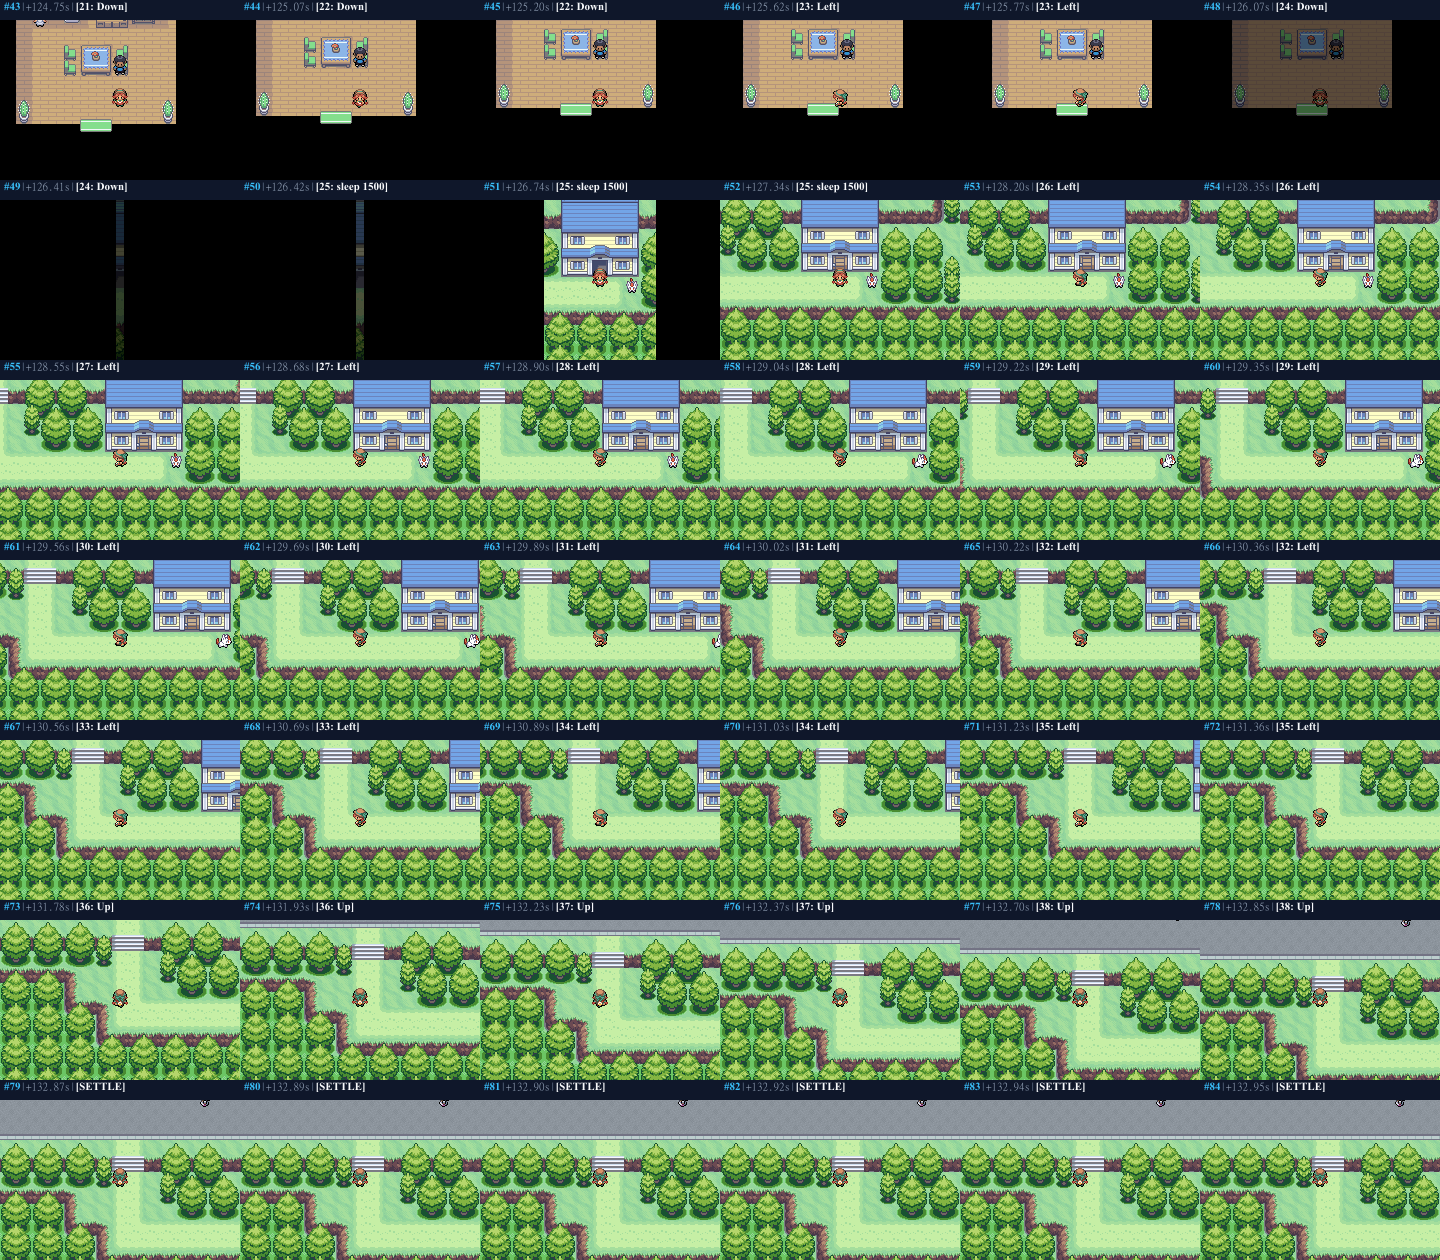 #43 | +124.75s | [21: Down]
#44 | +125.07s | [22: Down]
#45 | +125.20s | [22: Down]
#46 | +125.62s | [23: Left]
#47 | +125.77s | [23: Left]
#48 | +126.07s | [24: Down]
#49 | +126.41s | [24: Down]
#50 | +126.42s | [25: sleep 1500]
#51 | +126.74s | [25: sleep 1500]
#52 | +127.34s | [25: sleep 1500]
#53 | +128.20s | [26: Left]
#54 | +128.35s | [26: Left]
#55 | +128.55s | [27: Left]
#56 | +128.68s | [27: Left]
#57 | +128.90s | [28: Left]
#58 | +129.04s | [28: Left]
#59 | +129.22s | [29: Left]
#60 | +129.35s | [29: Left]
#61 | +129.56s | [30: Left]
#62 | +129.69s | [30: Left]
#63 | +129.89s | [31: Left]
#64 | +130.02s | [31: Left]
#65 | +130.22s | [32: Left]
#66 | +130.36s | [32: Left]
#67 | +130.56s | [33: Left]
#68 | +130.69s | [33: Left]
#69 | +130.89s | [34: Left]
#70 | +131.03s | [34: Left]
#71 | +131.23s | [35: Left]
#72 | +131.36s | [35: Left]
#73 | +131.78s | [36: Up]
#74 | +131.93s | [36: Up]
#75 | +132.23s | [37: Up]
#76 | +132.37s | [37: Up]
#77 | +132.70s | [38: Up]
#78 | +132.85s | [38: Up]
#79 | +132.87s | [SETTLE]
#80 | +132.89s | [SETTLE]
#81 | +132.90s | [SETTLE]
#82 | +132.92s | [SETTLE]
#83 | +132.94s | [SETTLE]
#84 | +132.95s | [SETTLE]